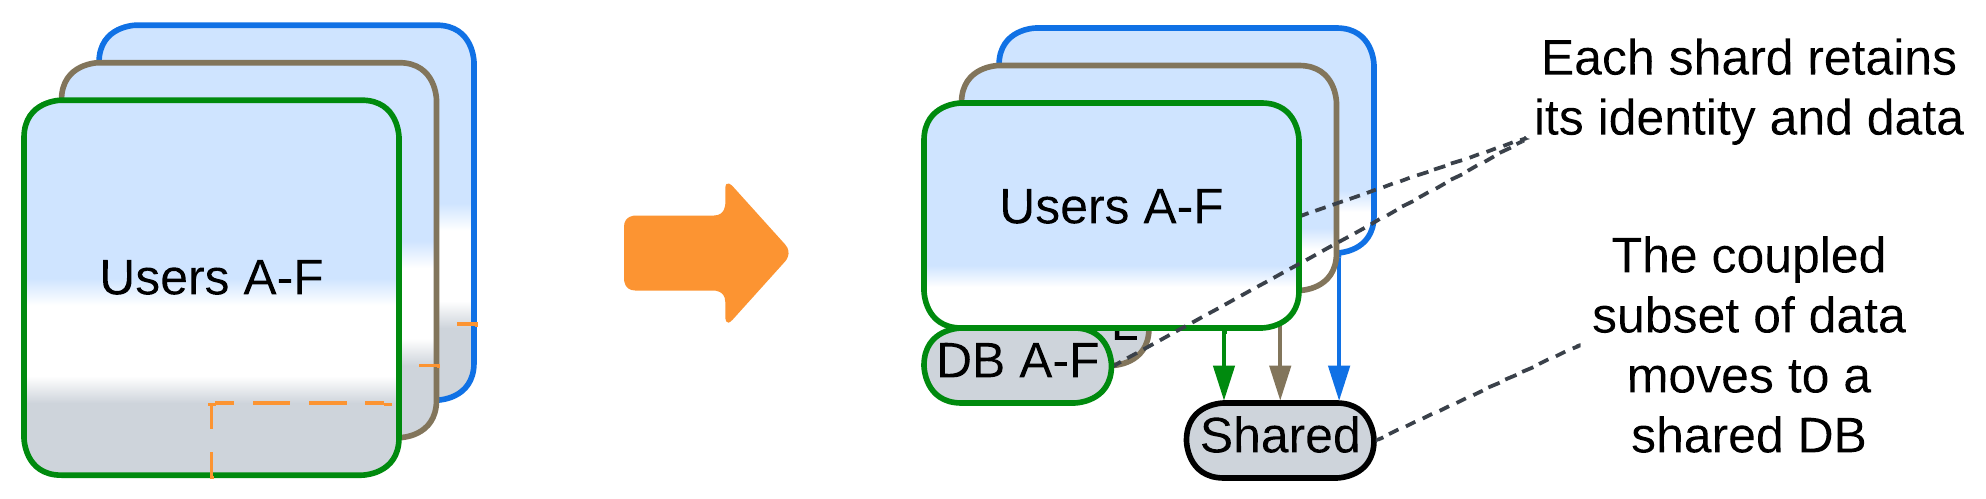 Users A-F
Users A-F
DB A-F
Shared
Each shard retains
its identity and data
The coupled
subset of data
moves to a
shared DB